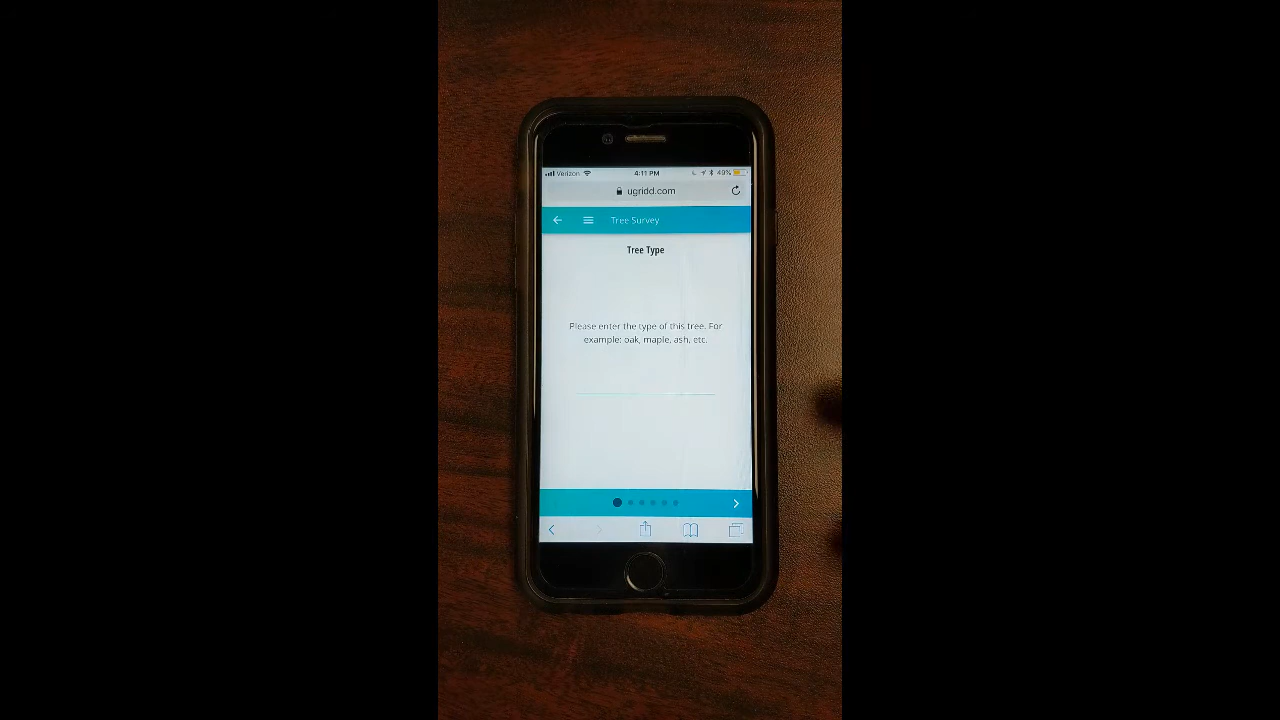 Verizon 4:11 PM 49%
ugridd.com
Tree Survey
Tree Type
Please enter the type of this tree. For
example: oak, maple, ash, etc.